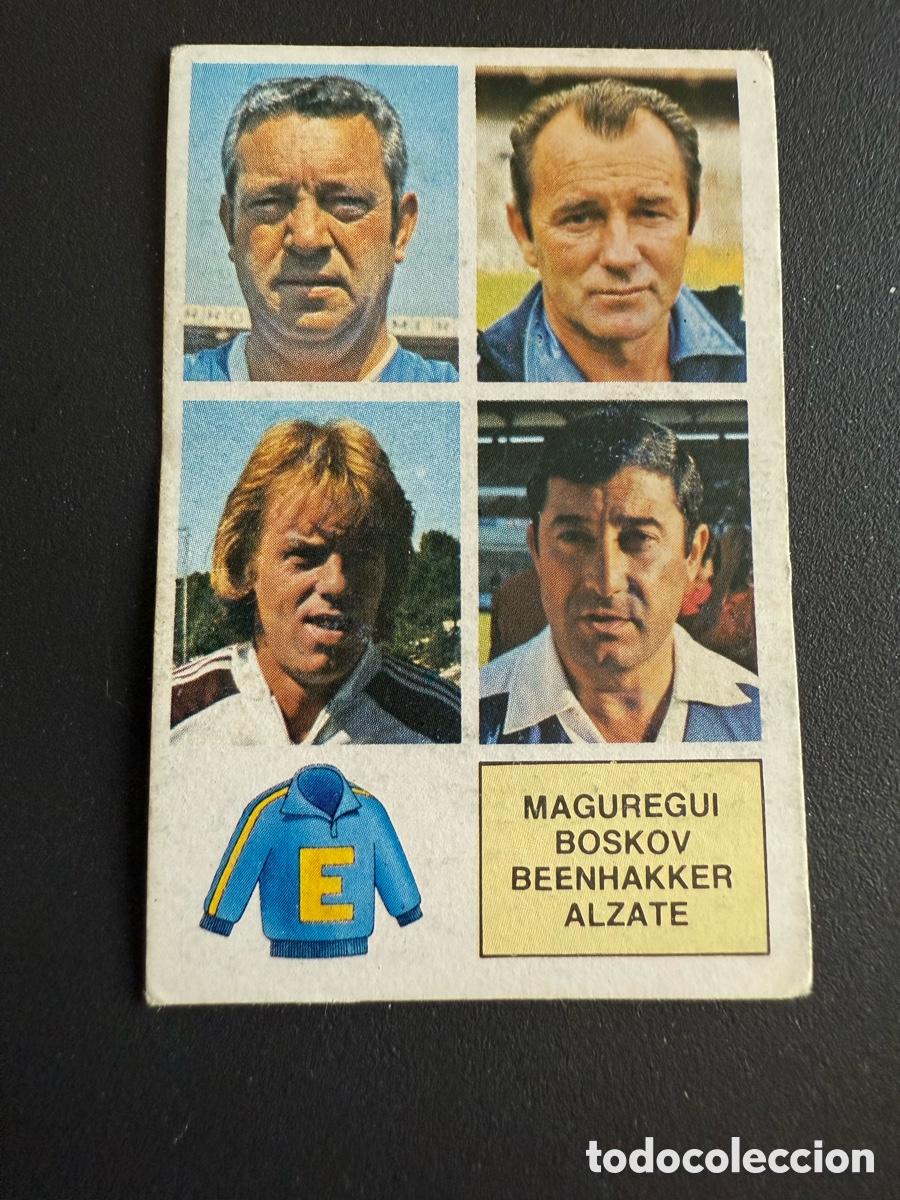 E
MAGUREGUI
BOSKOV
BEENHAKKER
ALZATE
todocoleccion